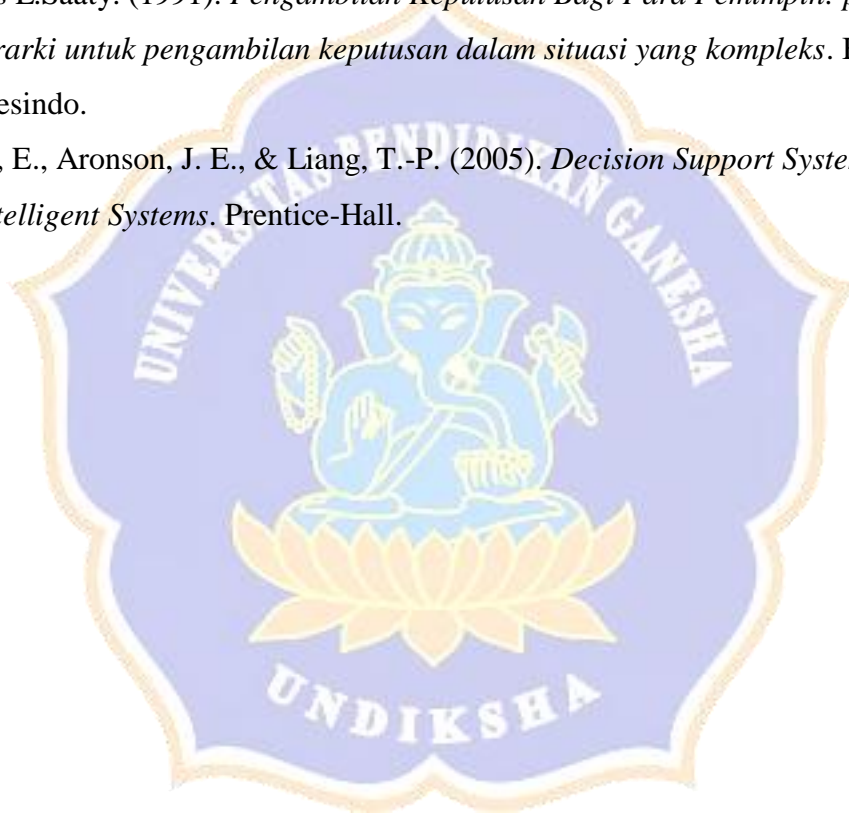 s E.Saaty. (1991). Pengambilan Keputusan Bagi Para Pemimpin: p
rarki untuk pengambilan keputusan dalam situasi yang kompleks. P
esindo.
, E., Aronson, J. E., & Liang, T.-P. (2005). Decision Support Syste
telligent Systems. Prentice-Hall.
UNIVERSITAS PENDIDIKAN GANESHA
UNDIKSHA